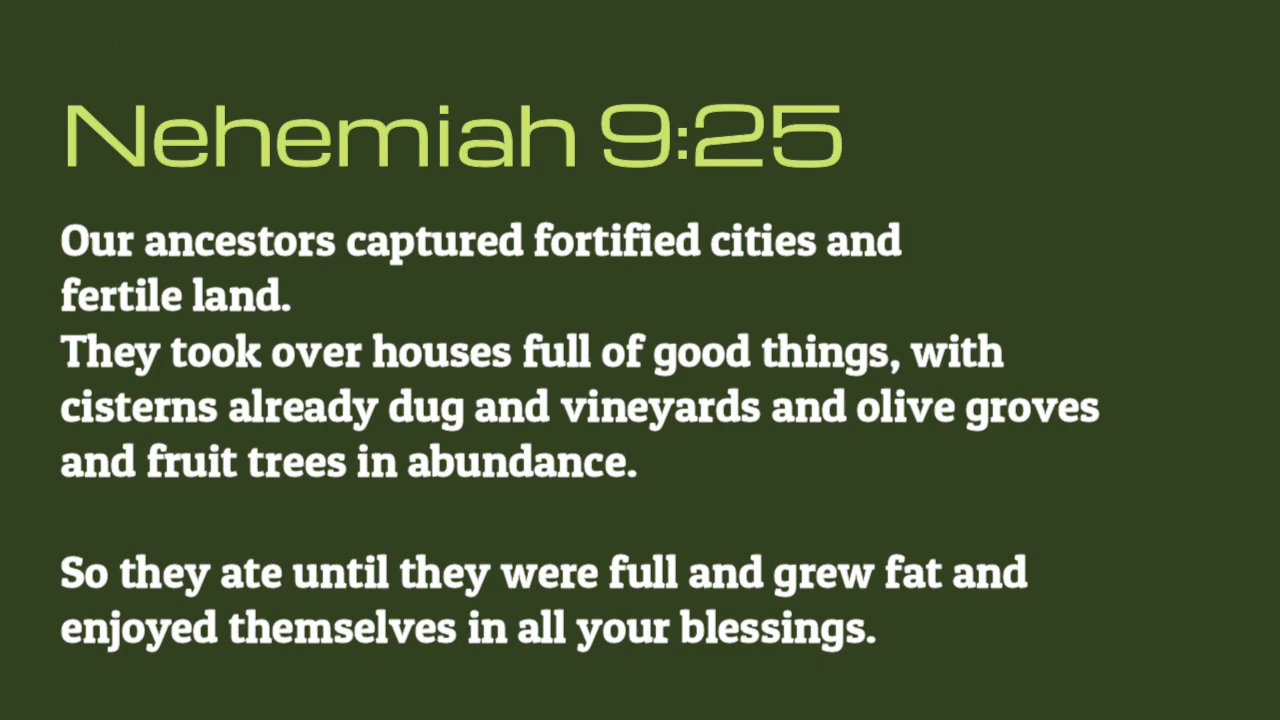 Nehemiah 9:25
Our ancestors captured fortified cities and
fertile land.
They took over houses full of good things, with
cisterns already dug and vineyards and olive groves
and fruit trees in abundance.
So they ate until they were full and grew fat and
enjoyed themselves in all your blessings.